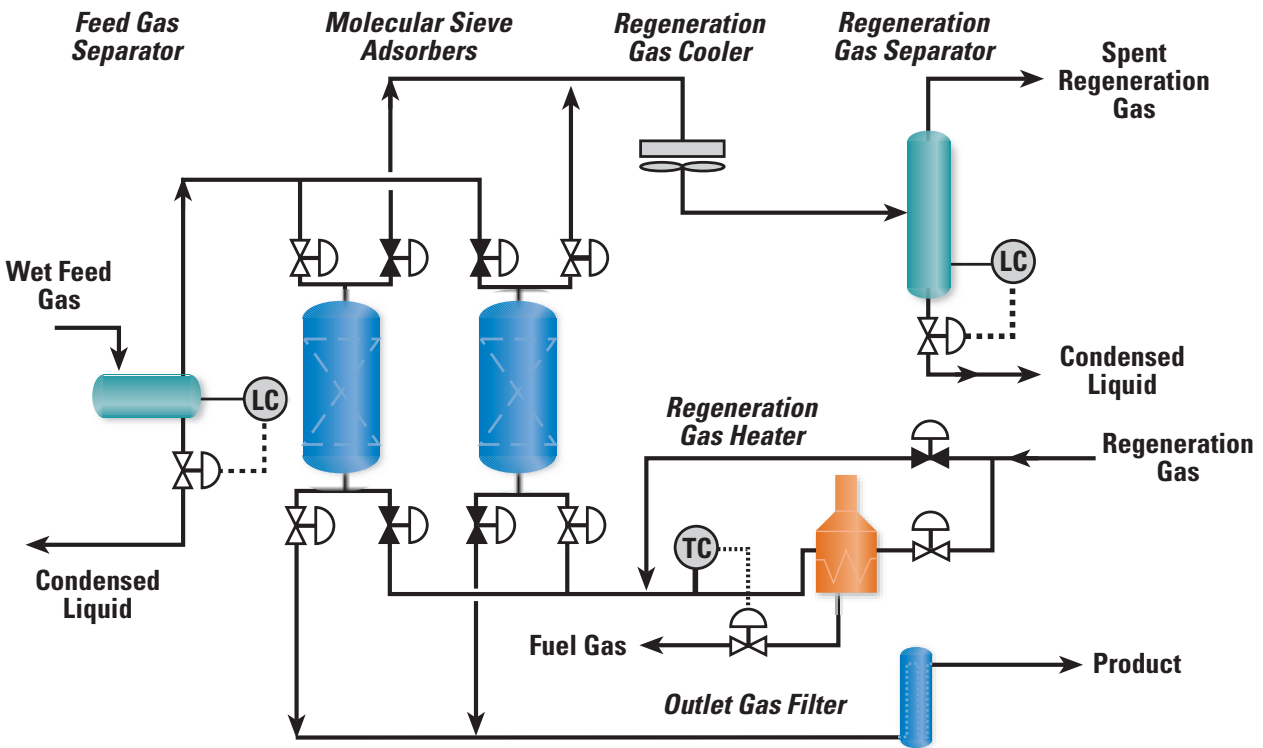 Feed Gas
Separator
Molecular Sieve
Adsorbers
Regeneration
Gas Cooler
Regeneration
Gas Separator
Spent
Regeneration
Gas
Wet Feed
Gas
LC
LC
Condensed
Liquid
Regeneration
Gas Heater
Regeneration
Gas
TC
Condensed
Liquid
Fuel Gas
Product
Outlet Gas Filter